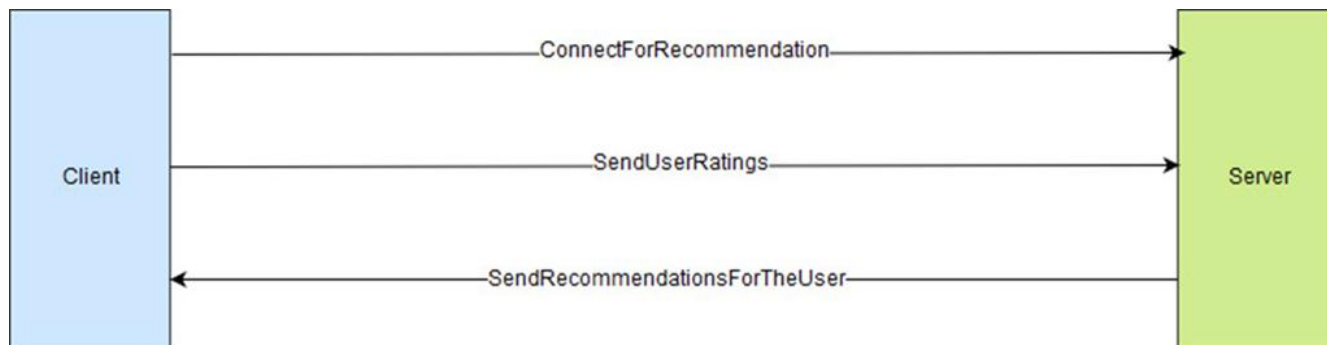 ConnectForRecommendation
SendUserRatings
Client
Server
SendRecommendationsForTheUser